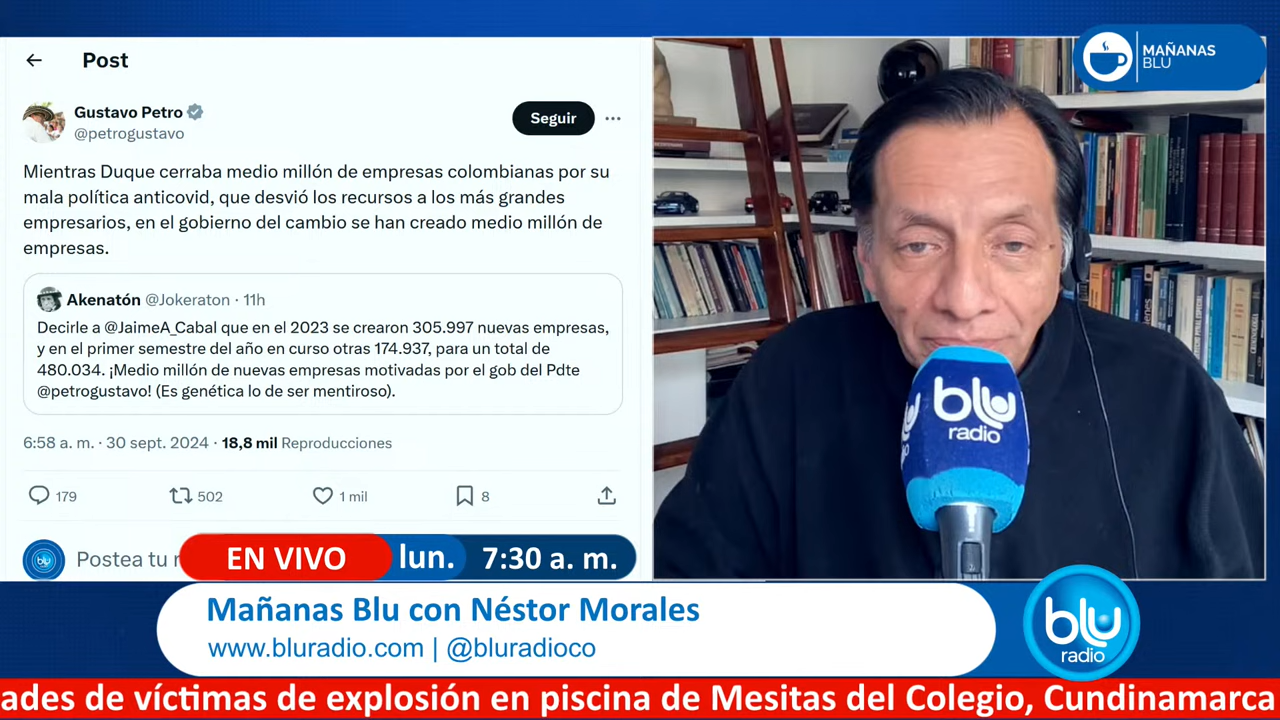 Post
Gustavo Petro
@petrogustavo
Seguir
Mientras Duque cerraba medio millón de empresas colombianas por su
mala política anticovid, que desvió los recursos a los más grandes
empresarios, en el gobierno del cambio se han creado medio millón de
empresas.
Akenatón @Jokeraton · 11h
Decirle a @JaimeA_Cabal que en el 2023 se crearon 305.997 nuevas empresas,
y en el primer semestre del año en curso otras 174.937, para un total de
480.034. ¡Medio millón de nuevas empresas motivadas por el gob del Pdte
@petrogustavo! (Es genética lo de ser mentiroso).
6:58 a. m. · 30 sept. 2024 · 18,8 mil Reproducciones
179
502
1 mil
8
Postea tu
MAÑANAS
BLU
blu
radio
EN VIVO
lun.
7:30 a. m.
Mañanas Blu con Néstor Morales
www.bluradio.com | @bluradioco
blu
radio
ades de víctimas de explosión en piscina de Mesitas del Colegio, Cundinamarca